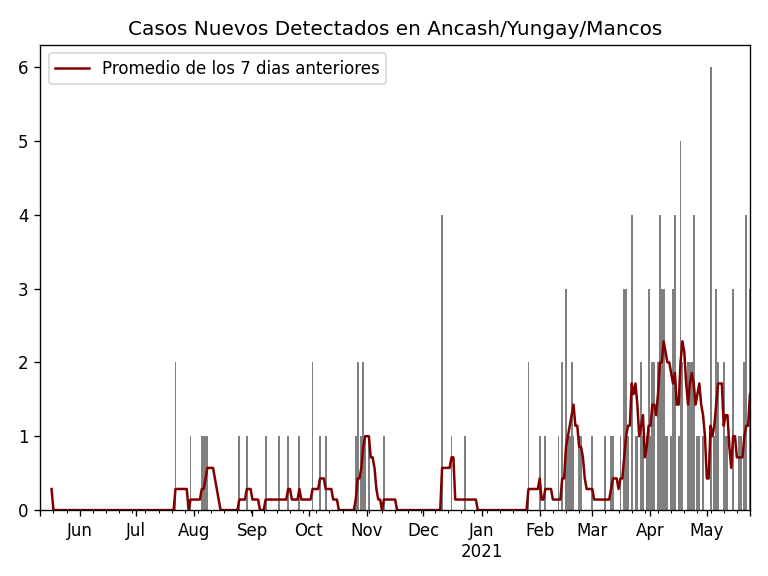 Casos Nuevos Detectados en Ancash/Yungay/Mancos
Promedio de los 7 dias anteriores
6
5
4
3
2
1
0
Jun Jul Aug Sep Oct Nov Dec Jan Feb Mar Apr May
2021